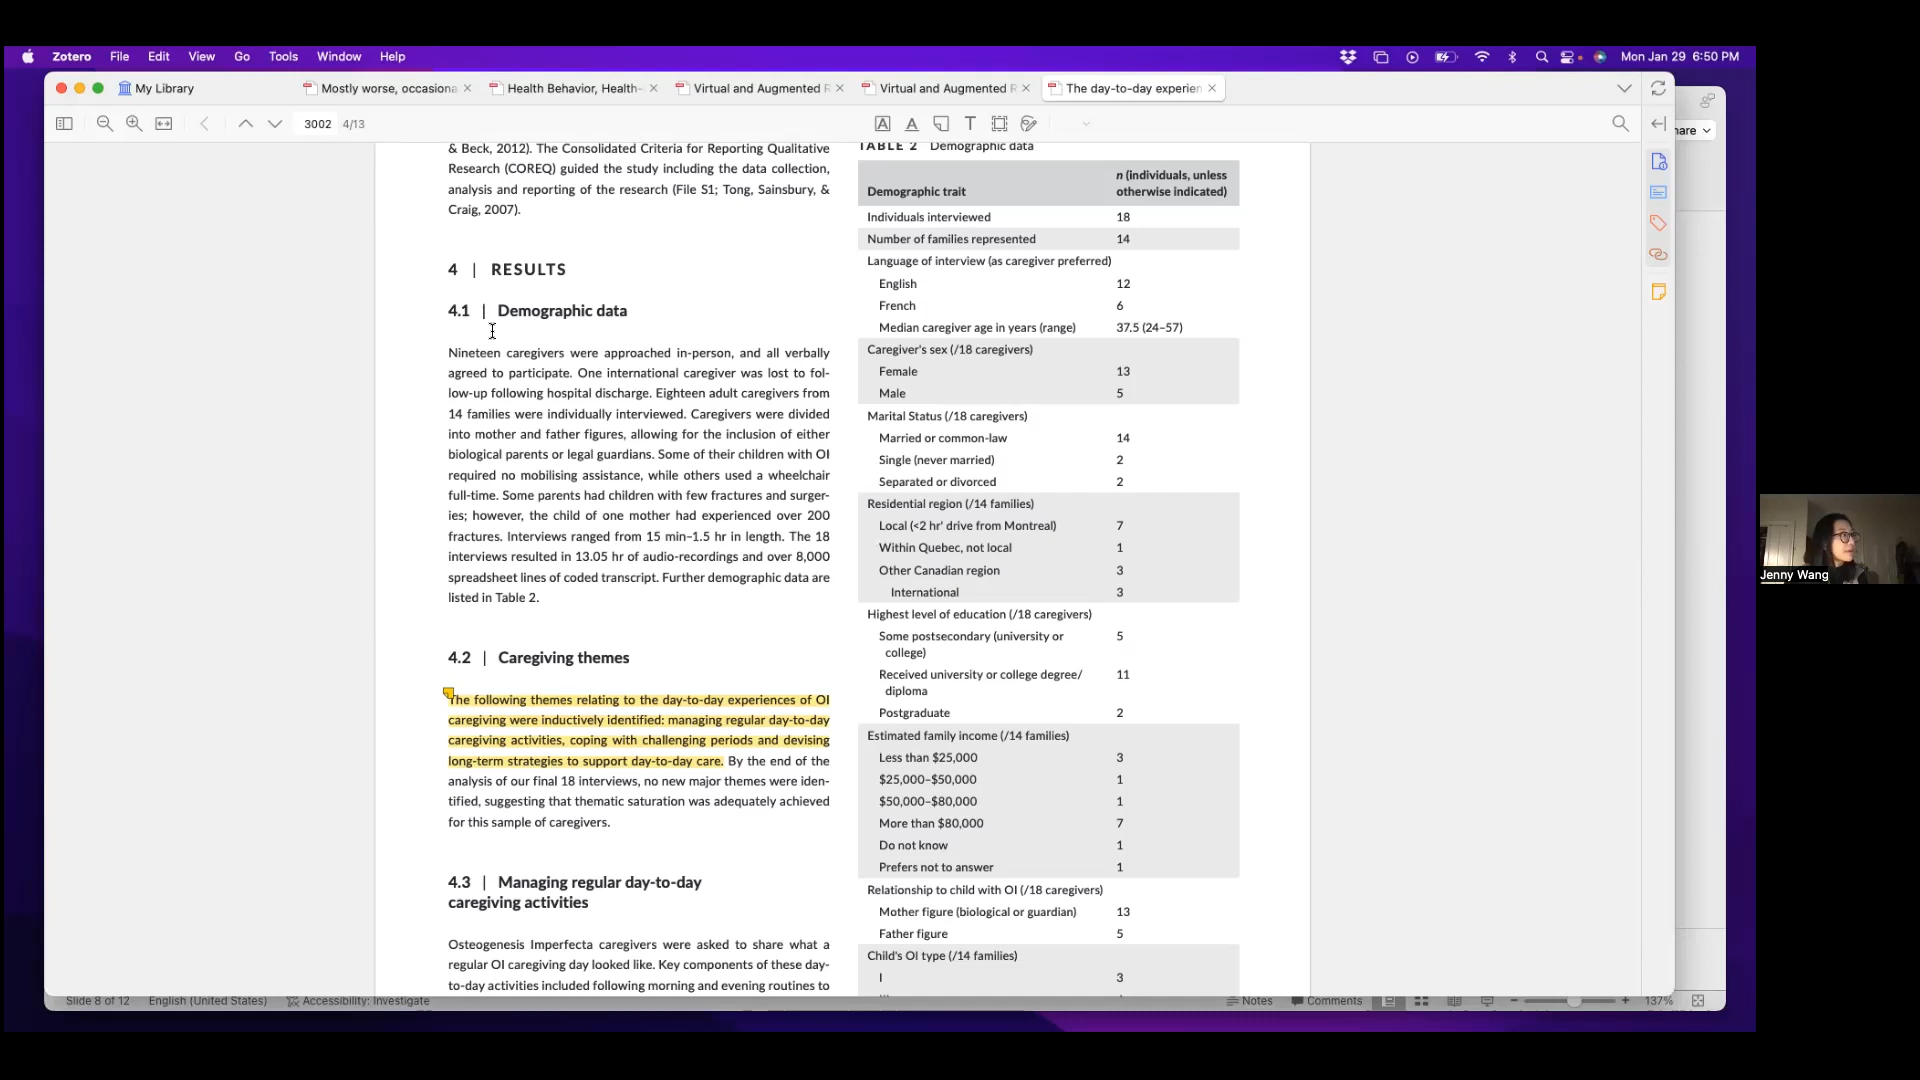 Zotero File Edit View Go Tools Window Help Mon Jan 29 6:50 PM
My Library Mostly worse, occasiona Health Behavior, Health- Virtual and Augmented R Virtual and Augmented R The day-to-day experien
3002 4/13
hare
& Beck, 2012). The Consolidated Criteria for Reporting Qualitative
Research (COREQ) guided the study including the data collection,
analysis and reporting of the research (File S1; Tong, Sainsbury, &
Craig, 2007).
4 | RESULTS
4.1 | Demographic data
Nineteen caregivers were approached in-person, and all verbally
agreed to participate. One international caregiver was lost to fol-
low-up following hospital discharge. Eighteen adult caregivers from
14 families were individually interviewed. Caregivers were divided
into mother and father figures, allowing for the inclusion of either
biological parents or legal guardians. Some of their children with OI
required no mobilising assistance, while others used a wheelchair
full-time. Some parents had children with few fractures and surger-
ies; however, the child of one mother had experienced over 200
fractures. Interviews ranged from 15 min–1.5 hr in length. The 18
interviews resulted in 13.05 hr of audio-recordings and over 8,000
spreadsheet lines of coded transcript. Further demographic data are
listed in Table 2.
4.2 | Caregiving themes
The following themes relating to the day-to-day experiences of OI
caregiving were inductively identified: managing regular day-to-day
caregiving activities, coping with challenging periods and devising
long-term strategies to support day-to-day care. By the end of the
analysis of our final 18 interviews, no new major themes were iden-
tified, suggesting that thematic saturation was adequately achieved
for this sample of caregivers.
4.3 | Managing regular day-to-day
caregiving activities
Osteogenesis Imperfecta caregivers were asked to share what a
regular OI caregiving day looked like. Key components of these day-
to-day activities included following morning and evening routines to
TABLE 2 Demographic data
Demographic trait
n (individuals, unless
otherwise indicated)
Individuals interviewed 18
Number of families represented 14
Language of interview (as caregiver preferred)
English 12
French 6
Median caregiver age in years (range) 37.5 (24–57)
Caregiver's sex (/18 caregivers)
Female 13
Male 5
Marital Status (/18 caregivers)
Married or common-law 14
Single (never married) 2
Separated or divorced 2
Residential region (/14 families)
Local (<2 hr' drive from Montreal) 7
Within Quebec, not local 1
Other Canadian region 3
International 3
Highest level of education (/18 caregivers)
Some postsecondary (university or 5
college)
Received university or college degree/ 11
diploma
Postgraduate 2
Estimated family income (/14 families)
Less than $25,000 3
$25,000–$50,000 1
$50,000–$80,000 1
More than $80,000 7
Do not know 1
Prefers not to answer 1
Relationship to child with OI (/18 caregivers)
Mother figure (biological or guardian) 13
Father figure 5
Child's OI type (/14 families)
I 3
Slide 8 of 12 English (United States) Accessibility: Investigate Notes Comments 137%
Jenny Wang